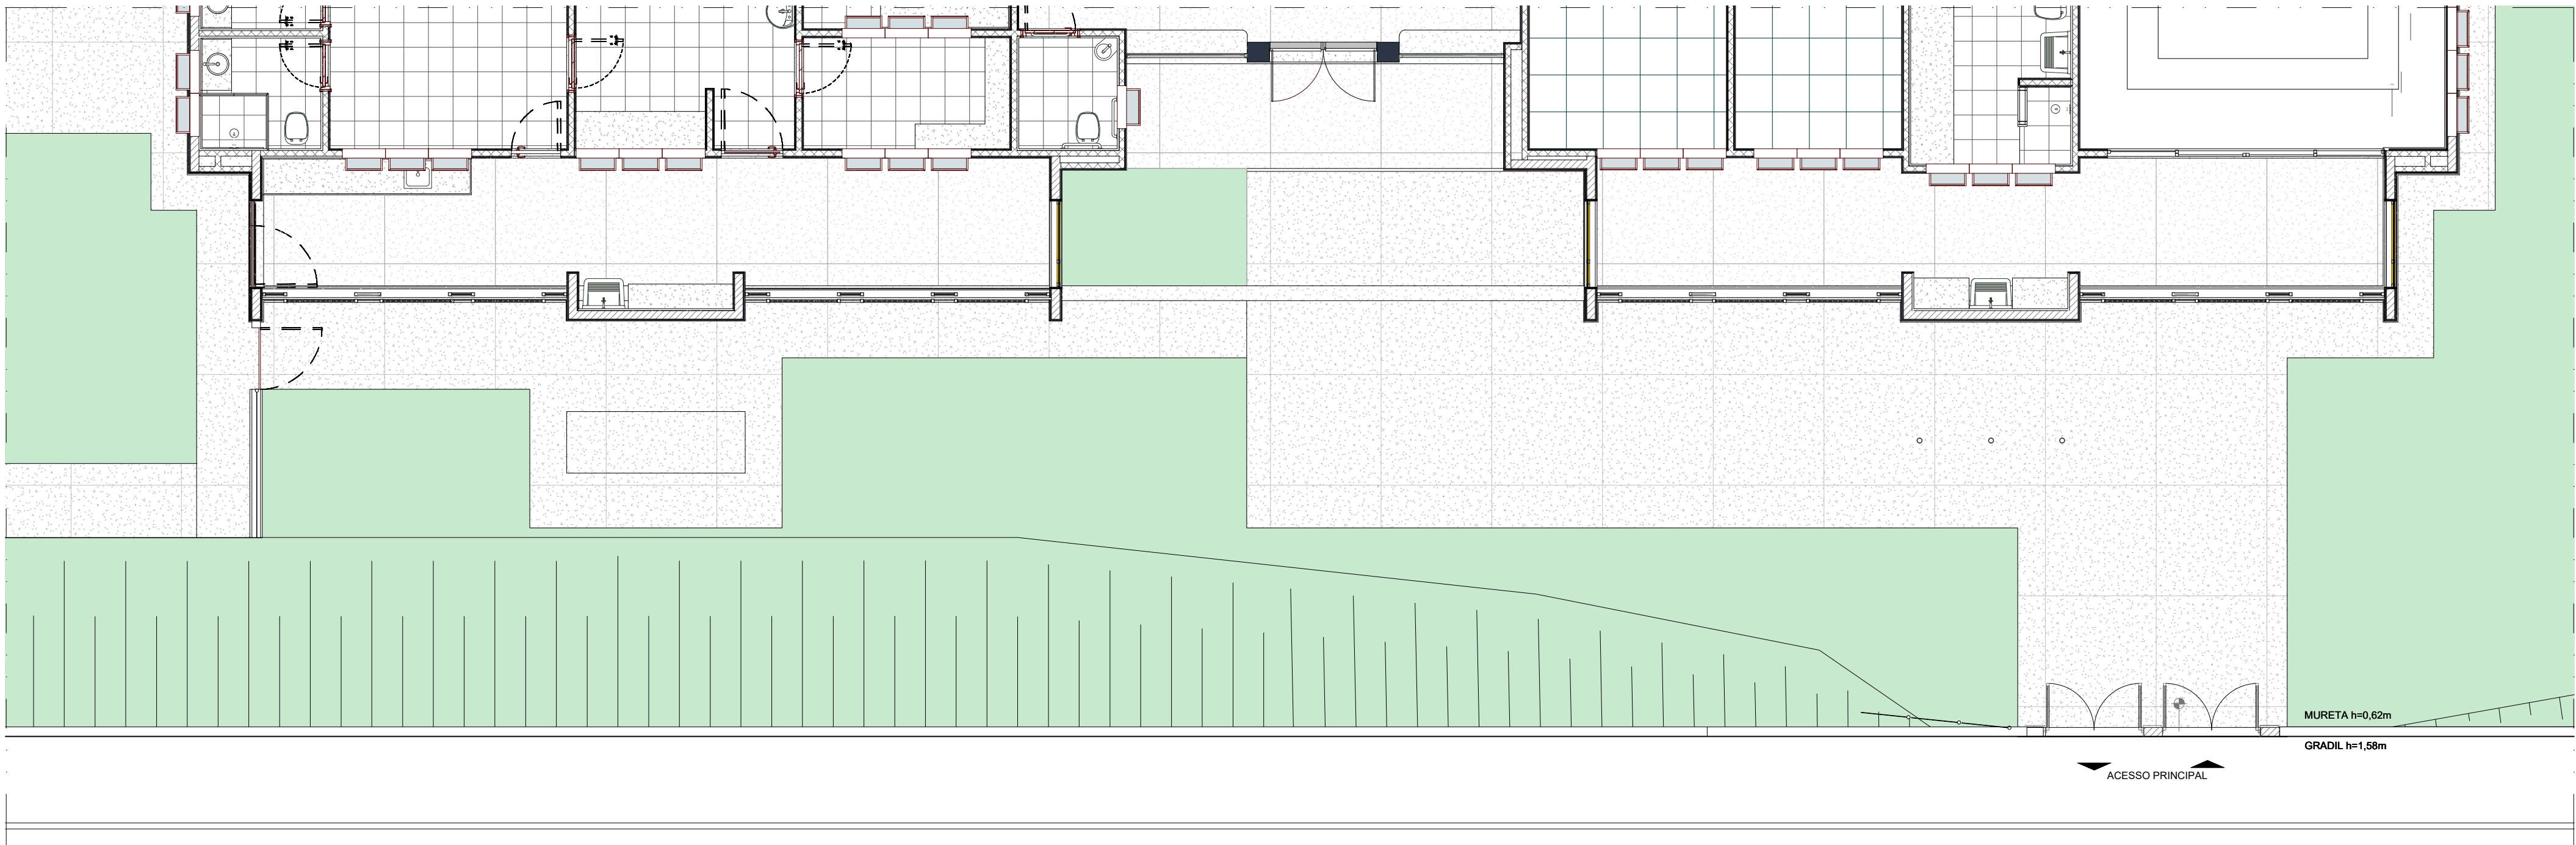 MURETA h=0,62m
GRADIL h=1,58m
ACESSO PRINCIPAL